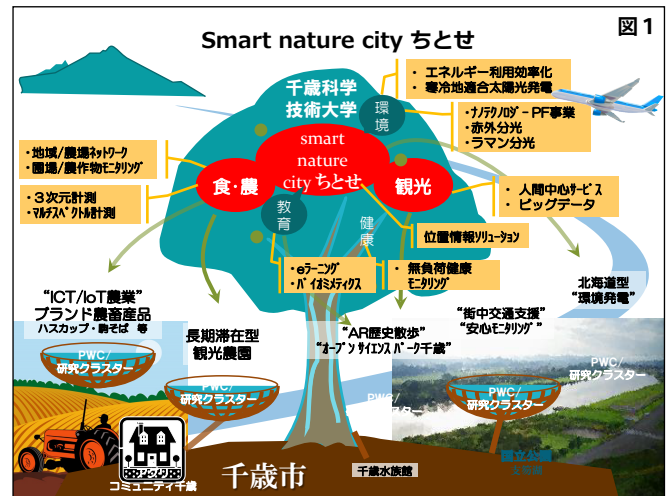 図1
Smart nature city ちとせ
千歳科学
技術大学
環境
・ エネルギー利用効率化
・ 寒冷地適合太陽光発電
・ナノテクノロジーPF事業
・赤外分光
・ラマン分光
smart
nature
city ちとせ
・地域/農場ネットワーク
・圃場/農作物モニタリング
・3次元計測
・マルチスペクトル計測
食・農
観光
・ 人間中心サービス
・ ビッグデータ
教育
健康
位置情報ソリューション
・eラーニング
・バイオミメティクス
・ 無負荷健康
モニタリング
北海道型
“環境発電”
“ICT/IoT農業”
ブランド農畜産品
ハスカップ・駒そば 等
長期滞在型
観光農園
“AR歴史散歩”
“オープンサイエンスパーク千歳”
“街中交通支援”
“安心モニタリング”
PWC/
研究クラスター
PWC/
研究クラスター
PWC/
研究クラスター
PWC/
研究クラスター
コミュニティ千歳
千歳市
千歳水族館
国立公園